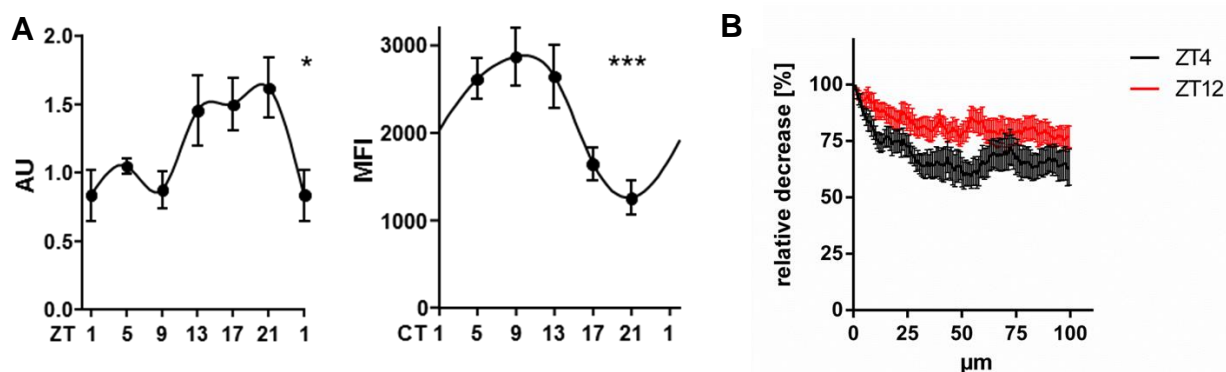 A
AU
2.0
1.5
1.0
0.5
0.0
*
ZT 1 5 9 13 17 21 1
MFI
3000
2000
1000
0
***
CT 1 5 9 13 17 21 1
B
relative decrease [%]
100
75
50
25
0
0 25 50 75 100
µm
ZT4
ZT12